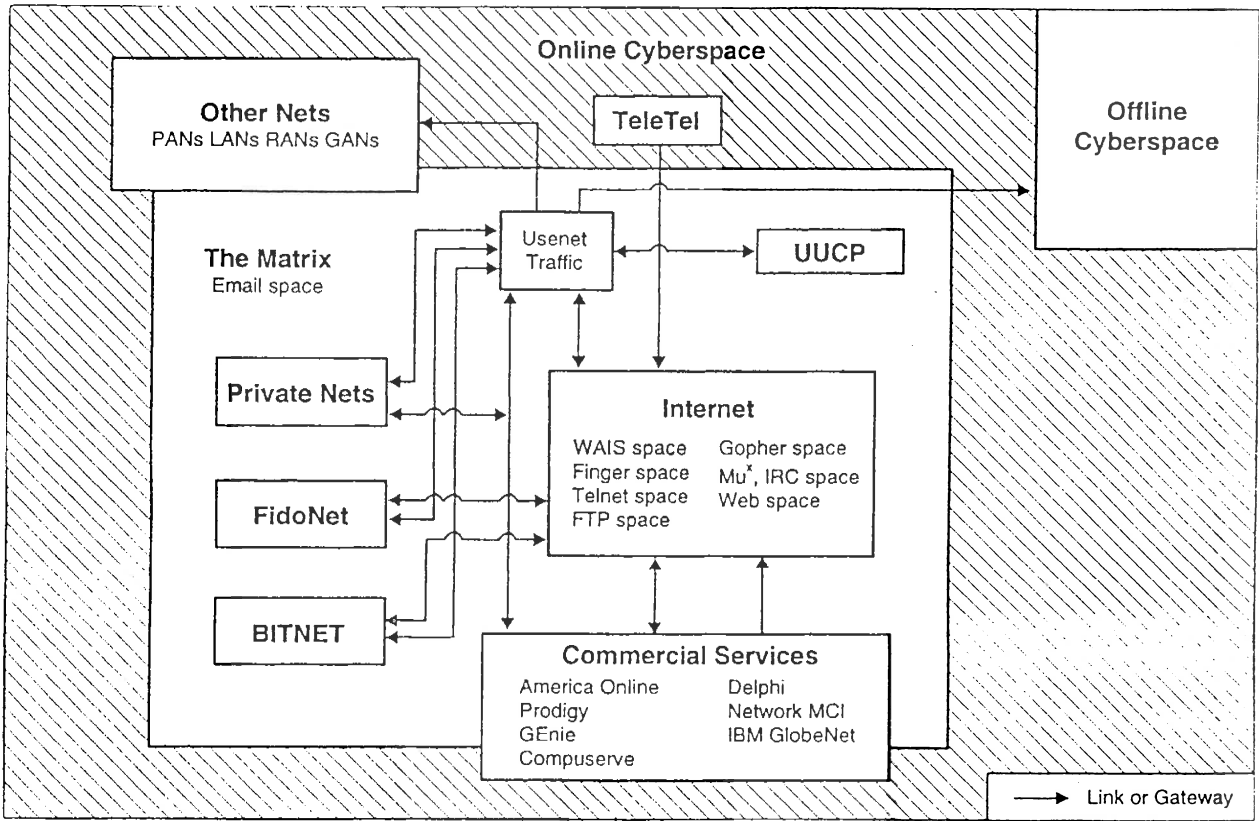 Online Cyberspace
Other Nets
PANs LANs RANs GANs
TeleTel
Offline
Cyberspace
Usenet
Traffic
UUCP
The Matrix
Email space
Private Nets
Internet
WAIS space
Finger space
Telnet space
FTP space
Gopher space
Muˣ, IRC space
Web space
FidoNet
BITNET
Commercial Services
America Online
Prodigy
GEnie
Compuserve
Delphi
Network MCI
IBM GlobeNet
Link or Gateway